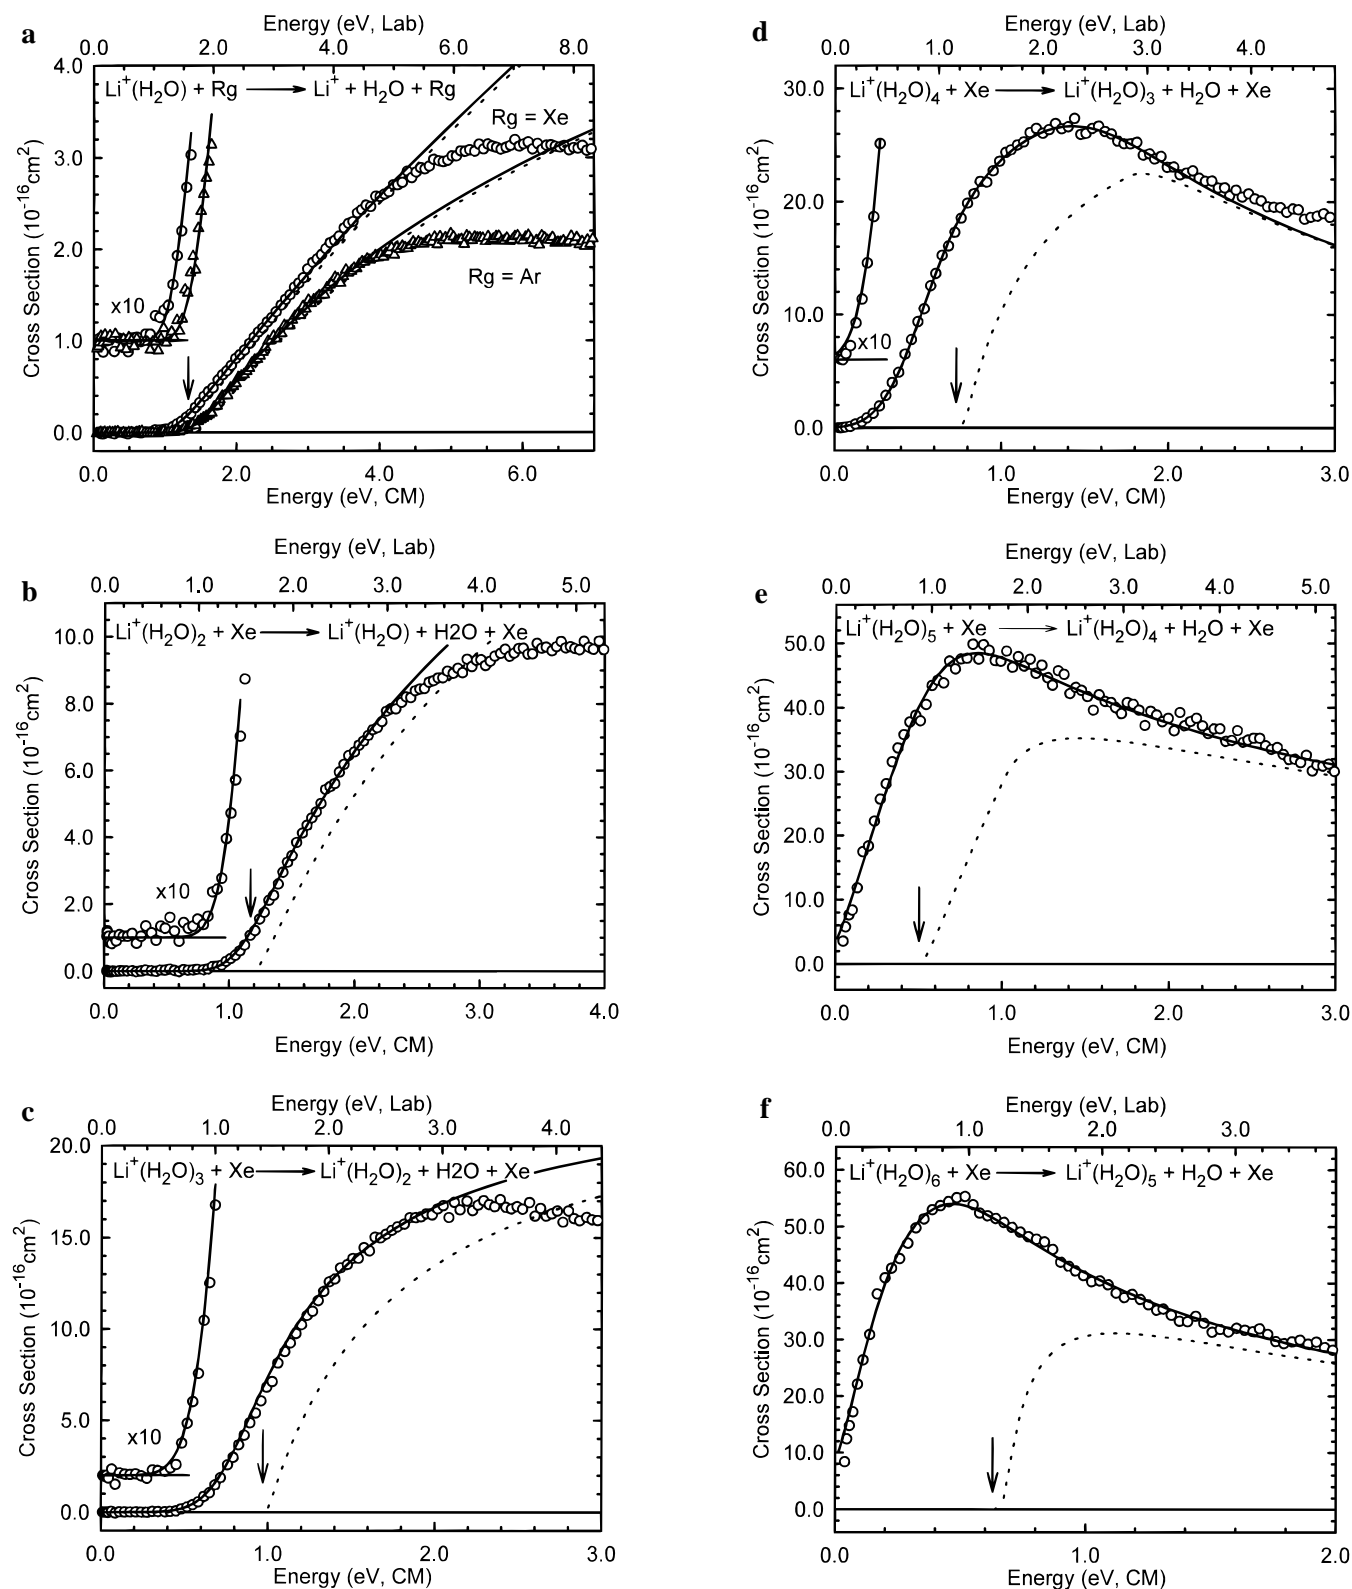 a
Energy (eV, Lab)
0.0 2.0 4.0 6.0 8.0
4.0
3.0
2.0
1.0
0.0
Cross Section (10⁻¹⁶cm²)
Li⁺(H₂O) + Rg → Li⁺ + H₂O + Rg
Rg = Xe
x10
Rg = Ar
0.0 2.0 4.0 6.0
Energy (eV, CM)
b
Energy (eV, Lab)
0.0 1.0 2.0 3.0 4.0 5.0
10.0
8.0
6.0
4.0
2.0
0.0
Cross Section (10⁻¹⁶cm²)
Li⁺(H₂O)₂ + Xe → Li⁺(H₂O) + H2O + Xe
x10
0.0 1.0 2.0 3.0 4.0
Energy (eV, CM)
c
Energy (eV, Lab)
0.0 1.0 2.0 3.0 4.0
20.0
15.0
10.0
5.0
0.0
Cross Section (10⁻¹⁶cm²)
Li⁺(H₂O)₃ + Xe → Li⁺(H₂O)₂ + H2O + Xe
x10
0.0 1.0 2.0 3.0
Energy (eV, CM)
d
Energy (eV, Lab)
0.0 1.0 2.0 3.0 4.0
30.0
20.0
10.0
0.0
Cross Section (10⁻¹⁶cm²)
Li⁺(H₂O)₄ + Xe → Li⁺(H₂O)₃ + H₂O + Xe
x10
0.0 1.0 2.0 3.0
Energy (eV, CM)
e
Energy (eV, Lab)
0.0 1.0 2.0 3.0 4.0 5.0
50.0
40.0
30.0
20.0
10.0
0.0
Cross Section (10⁻¹⁶cm²)
Li⁺(H₂O)₅ + Xe → Li⁺(H₂O)₄ + H₂O + Xe
0.0 1.0 2.0 3.0
Energy (eV, CM)
f
Energy (eV, Lab)
0.0 1.0 2.0 3.0
60.0
50.0
40.0
30.0
20.0
10.0
0.0
Cross Section (10⁻¹⁶cm²)
Li⁺(H₂O)₆ + Xe → Li⁺(H₂O)₅ + H₂O + Xe
0.0 1.0 2.0
Energy (eV, CM)